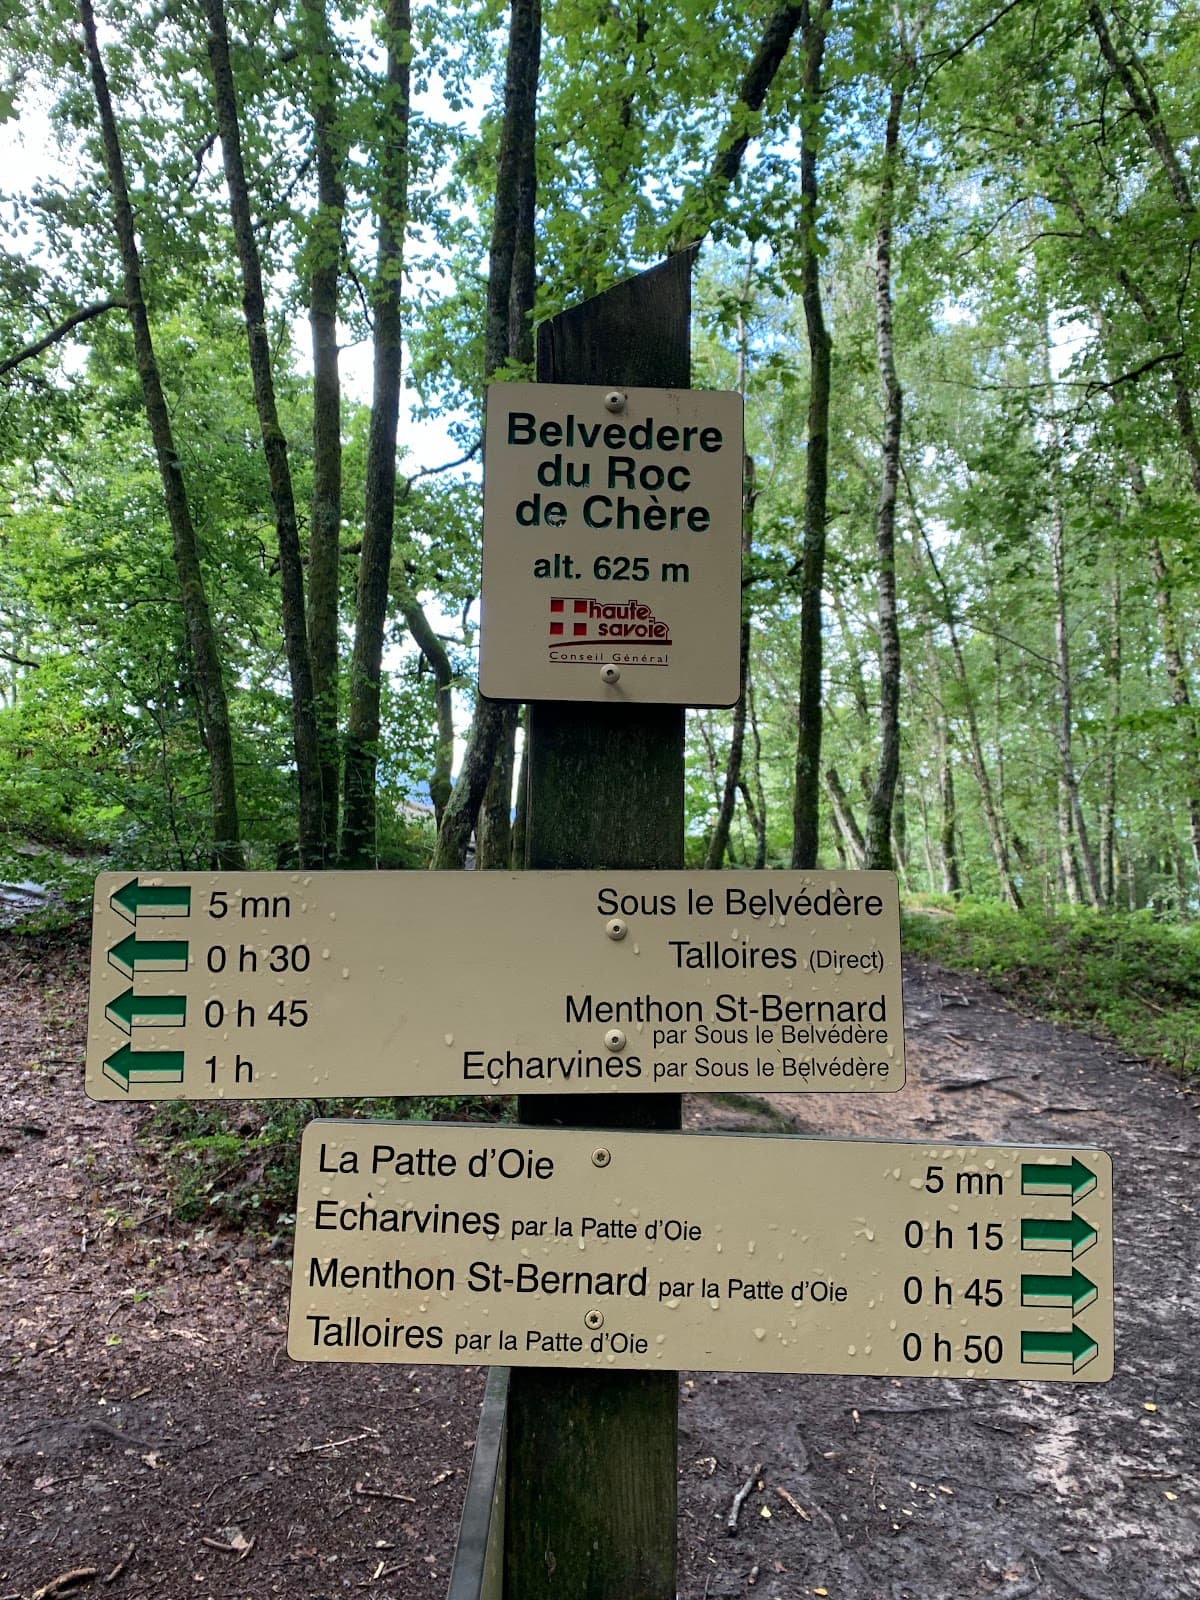 Belvedere
du Roc
de Chère
alt. 625 m
haute
savoie
Conseil Général
5 mn Sous le Belvédère
0 h 30 Talloires (Direct)
0 h 45 Menthon St-Bernard
par Sous le Belvédère
1 h Echarvines par Sous le Belvédère
La Patte d'Oie 5 mn
Echarvines par la Patte d'Oie 0 h 15
Menthon St-Bernard par la Patte d'Oie 0 h 45
Talloires par la Patte d'Oie 0 h 50